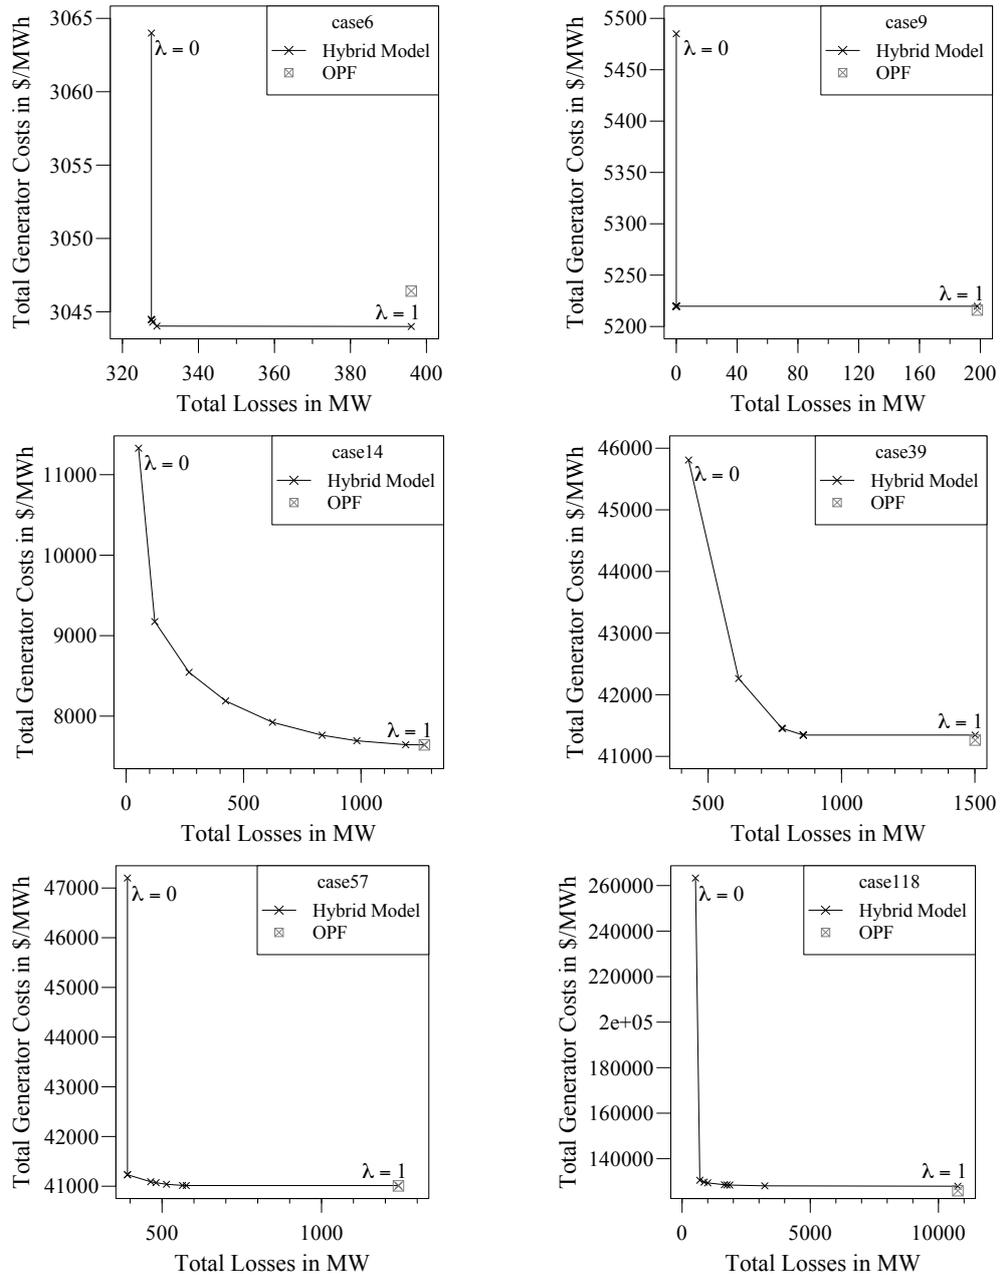 case6
Hybrid Model
OPF
λ = 0
λ = 1
Total Generator Costs in $/MWh
3065
3060
3055
3050
3045
320 340 360 380 400
Total Losses in MW
case9
Hybrid Model
OPF
λ = 0
λ = 1
Total Generator Costs in $/MWh
5500
5450
5400
5350
5300
5250
5200
0 40 80 120 160 200
Total Losses in MW
case14
Hybrid Model
OPF
λ = 0
λ = 1
Total Generator Costs in $/MWh
11000
10000
9000
8000
0 500 1000
Total Losses in MW
case39
Hybrid Model
OPF
λ = 0
λ = 1
Total Generator Costs in $/MWh
46000
45000
44000
43000
42000
41000
500 1000 1500
Total Losses in MW
case57
Hybrid Model
OPF
λ = 0
λ = 1
Total Generator Costs in $/MWh
47000
46000
45000
44000
43000
42000
41000
500 1000
Total Losses in MW
case118
Hybrid Model
OPF
λ = 0
λ = 1
Total Generator Costs in $/MWh
260000
240000
220000
2e+05
180000
160000
140000
0 5000 10000
Total Losses in MW